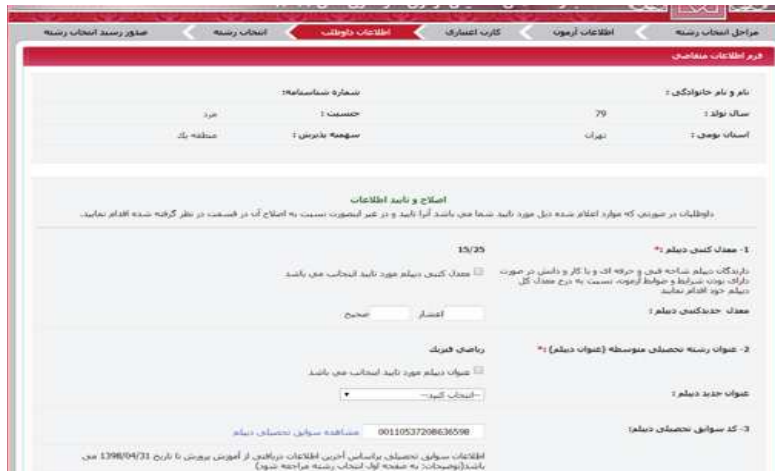 مراحل انتخاب رشته
اطلاعات آزمون
کارت اعتباری
اطلاعات داوطلب
انتخاب رشته
صدور رسید انتخاب رشته
فرم اطلاعات متقاضی
نام و نام خانوادگی :
شماره شناسنامه:
سال تولد :
79
جنسیت :
مرد
استان بومی :
تهران
سهمیه پذیرش :
منطقه یك
اصلاح و تایید اطلاعات
داوطلبان در صورتی که موارد اعلام شده ذیل مورد تایید شما می باشد آنرا تایید و در غیر اینصورت نسبت به اصلاح آن در قسمت در نظر گرفته شده اقدام نمایید.
1- معدل کتبی دیپلم :*
15/25
دارندگان دیپلم شاخه فنی و حرفه ای و یا کار و دانش در صورت
دارای بودن شرایط و ضوابط آزمون، نسبت به درج معدل کل
دیپلم خود اقدام نمایند
معدل کتبی دیپلم مورد تایید اینجانب می باشد
معدل جدیدکتبی دیپلم :
اعشار
صحیح
2- عنوان رشته تحصیلی متوسطه (عنوان دیپلم) :*
ریاضی فیزیك
عنوان دیپلم مورد تایید اینجانب می باشد
عنوان جدید دیپلم :
--انتخاب کنید--
3- کد سوابق تحصیلی دیپلم:
00110537208636598
مشاهده سوابق تحصیلی دیپلم
اطلاعات سوابق تحصیلی براساس آخرین اطلاعات دریافتی از آموزش پرورش تا تاریخ 1398/04/31 می
باشد(توضیحات: به صفحه اول انتخاب رشته مراجعه شود)